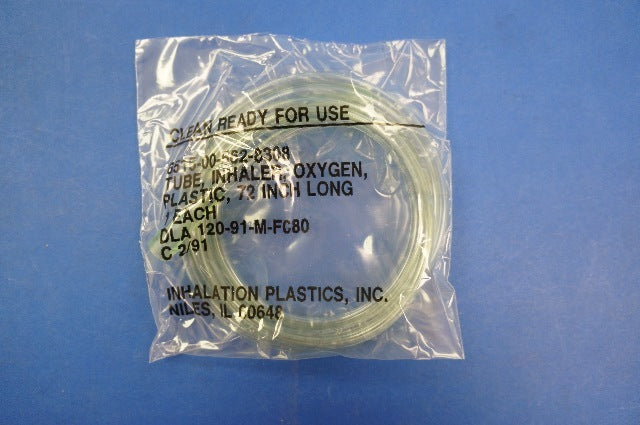 CLEAN READY FOR USE
TUBE, INHALER, OXYGEN,
PLASTIC, 72 INCH LONG
1 EACH
DLA 120-91-M-FC80
C 2/91
INHALATION PLASTICS, INC.
NILES, IL 60648